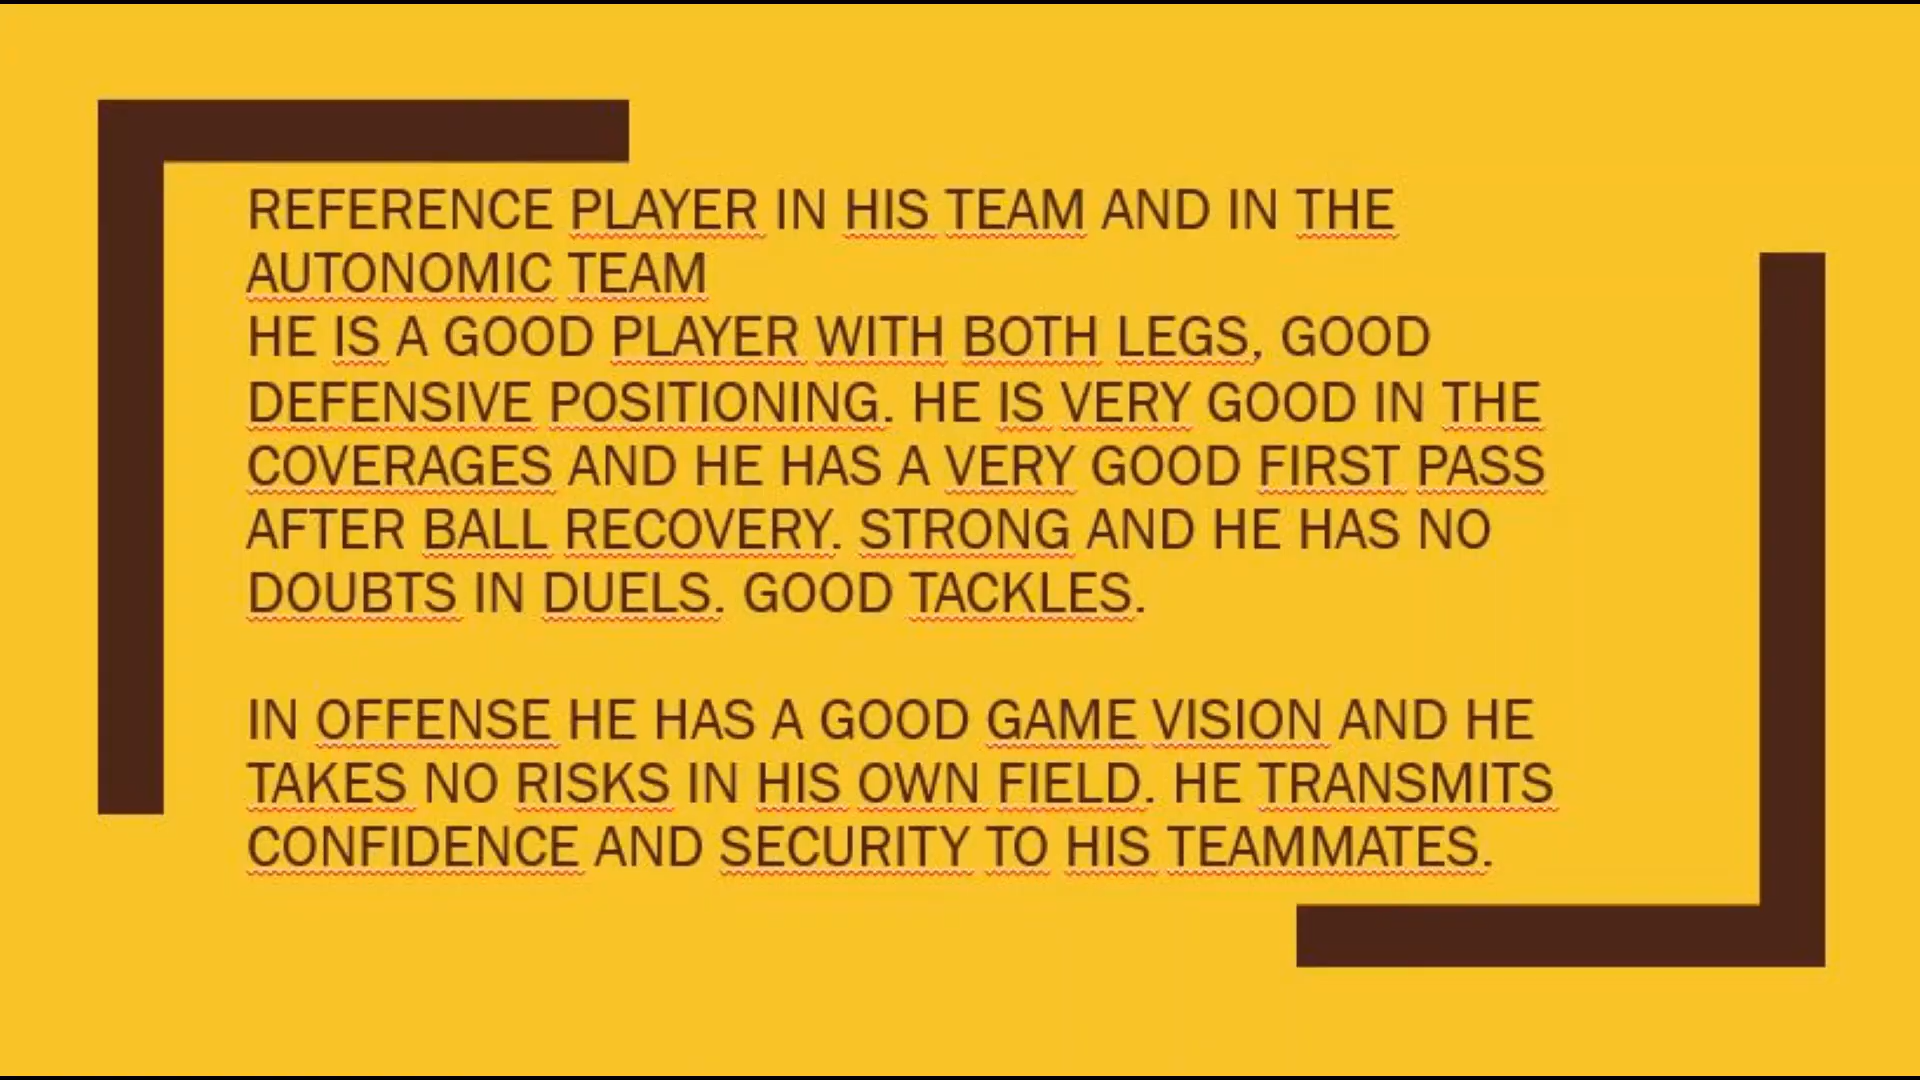 REFERENCE PLAYER IN HIS TEAM AND IN THE
AUTONOMIC TEAM
HE IS A GOOD PLAYER WITH BOTH LEGS, GOOD
DEFENSIVE POSITIONING. HE IS VERY GOOD IN THE
COVERAGES AND HE HAS A VERY GOOD FIRST PASS
AFTER BALL RECOVERY. STRONG AND HE HAS NO
DOUBTS IN DUELS. GOOD TACKLES.
IN OFFENSE HE HAS A GOOD GAME VISION AND HE
TAKES NO RISKS IN HIS OWN FIELD. HE TRANSMITS
CONFIDENCE AND SECURITY TO HIS TEAMMATES.